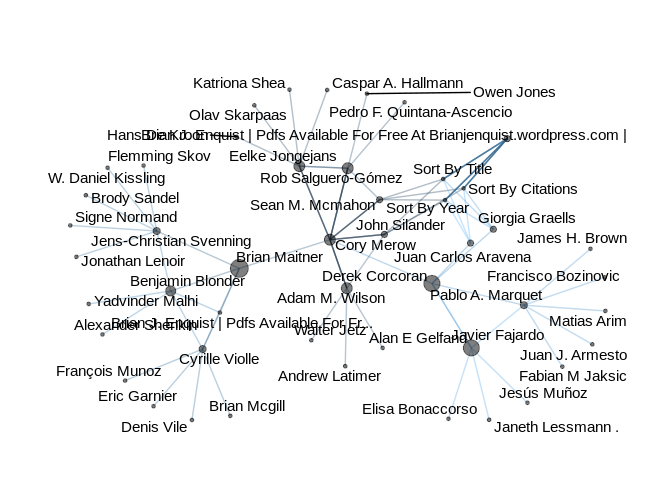 Katriona Shea
Caspar A. Hallmann
Owen Jones
Olav Skarpaas
Pedro F. Quintana-Ascencio
Brian J. Enquist | Pdfs Available For Free At Brianjenquist.wordpress.com |
Flemming Skov
Eelke Jongejans
Sort By Title
W. Daniel Kissling
Rob Salguero-Gómez
Sort By Citations
Brody Sandel
Sean M. Mcmahon
Sort By Year
Signe Normand
John Silander
Giorgia Graells
Jens-Christian Svenning
Cory Merow
James H. Brown
Jonathan Lenoir
Brian Maitner
Juan Carlos Aravena
Benjamin Blonder
Derek Corcoran
Francisco Bozinovic
Yadvinder Malhi
Adam M. Wilson
Pablo A. Marquet
Brian J. Enquist | Pdfs Available For Fr...
Matias Arim
Walter Jetz
Alan E Gelfand
Javier Fajardo
Cyrille Violle
Juan J. Armesto
François Munoz
Andrew Latimer
Fabian M Jaksic
Eric Garnier
Jesús Muñoz
Brian Mcgill
Elisa Bonaccorso
Denis Vile
Janeth Lessmann .